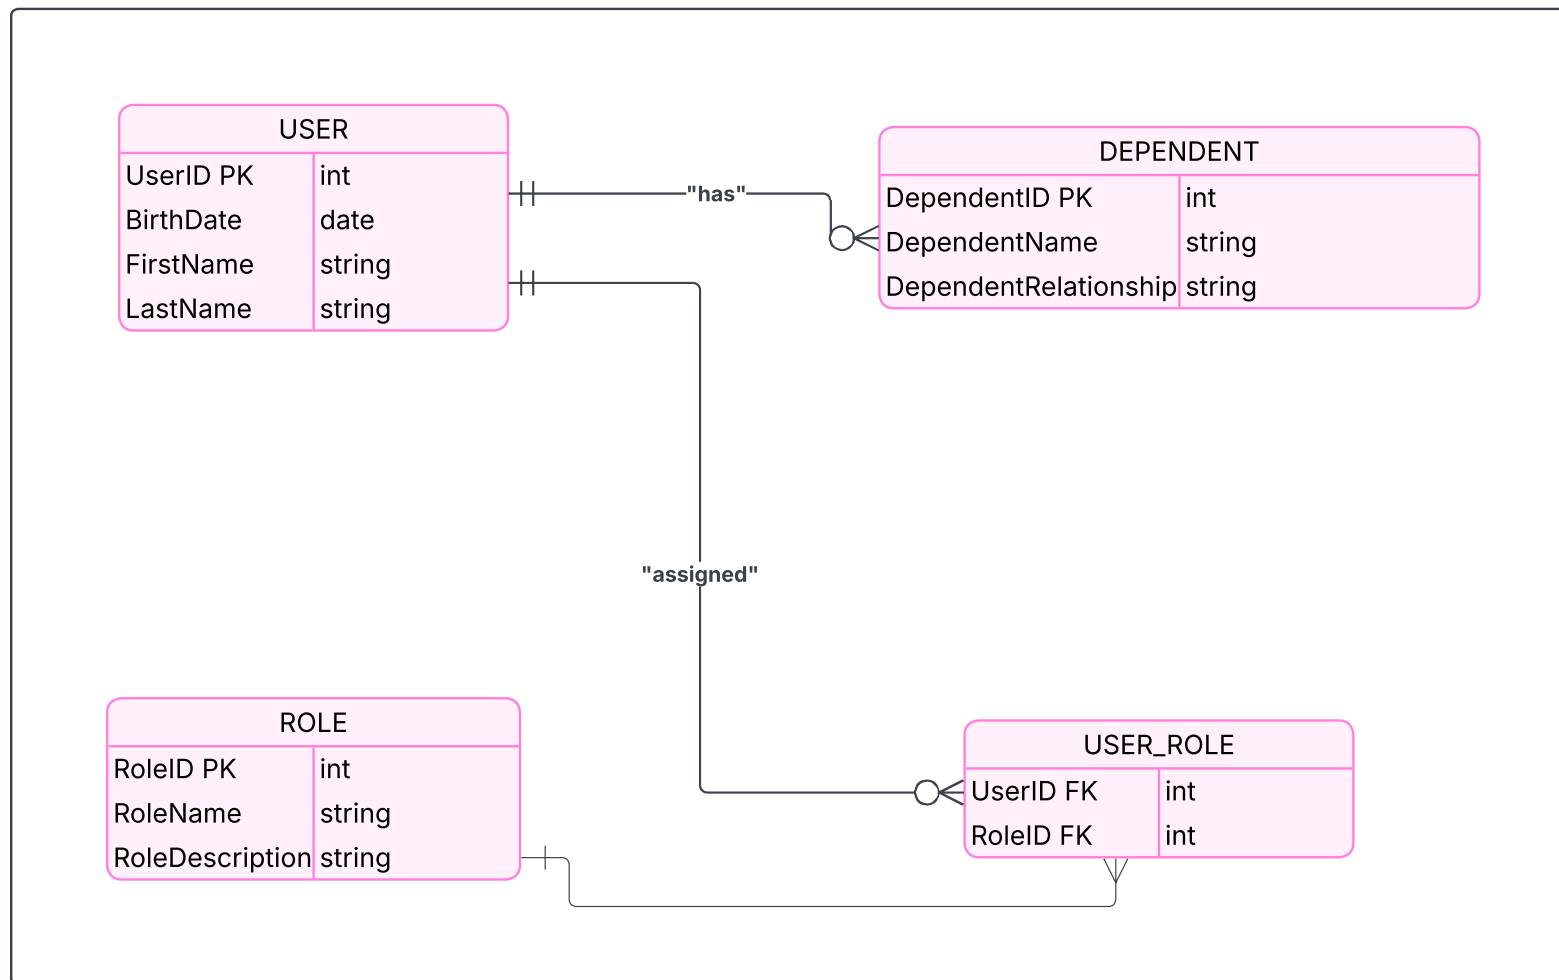 USER
UserID PK int
BirthDate date
FirstName string
LastName string
"has"
DEPENDENT
DependentID PK int
DependentName string
DependentRelationship string
"assigned"
ROLE
RoleID PK int
RoleName string
RoleDescription string
USER_ROLE
UserID FK int
RoleID FK int